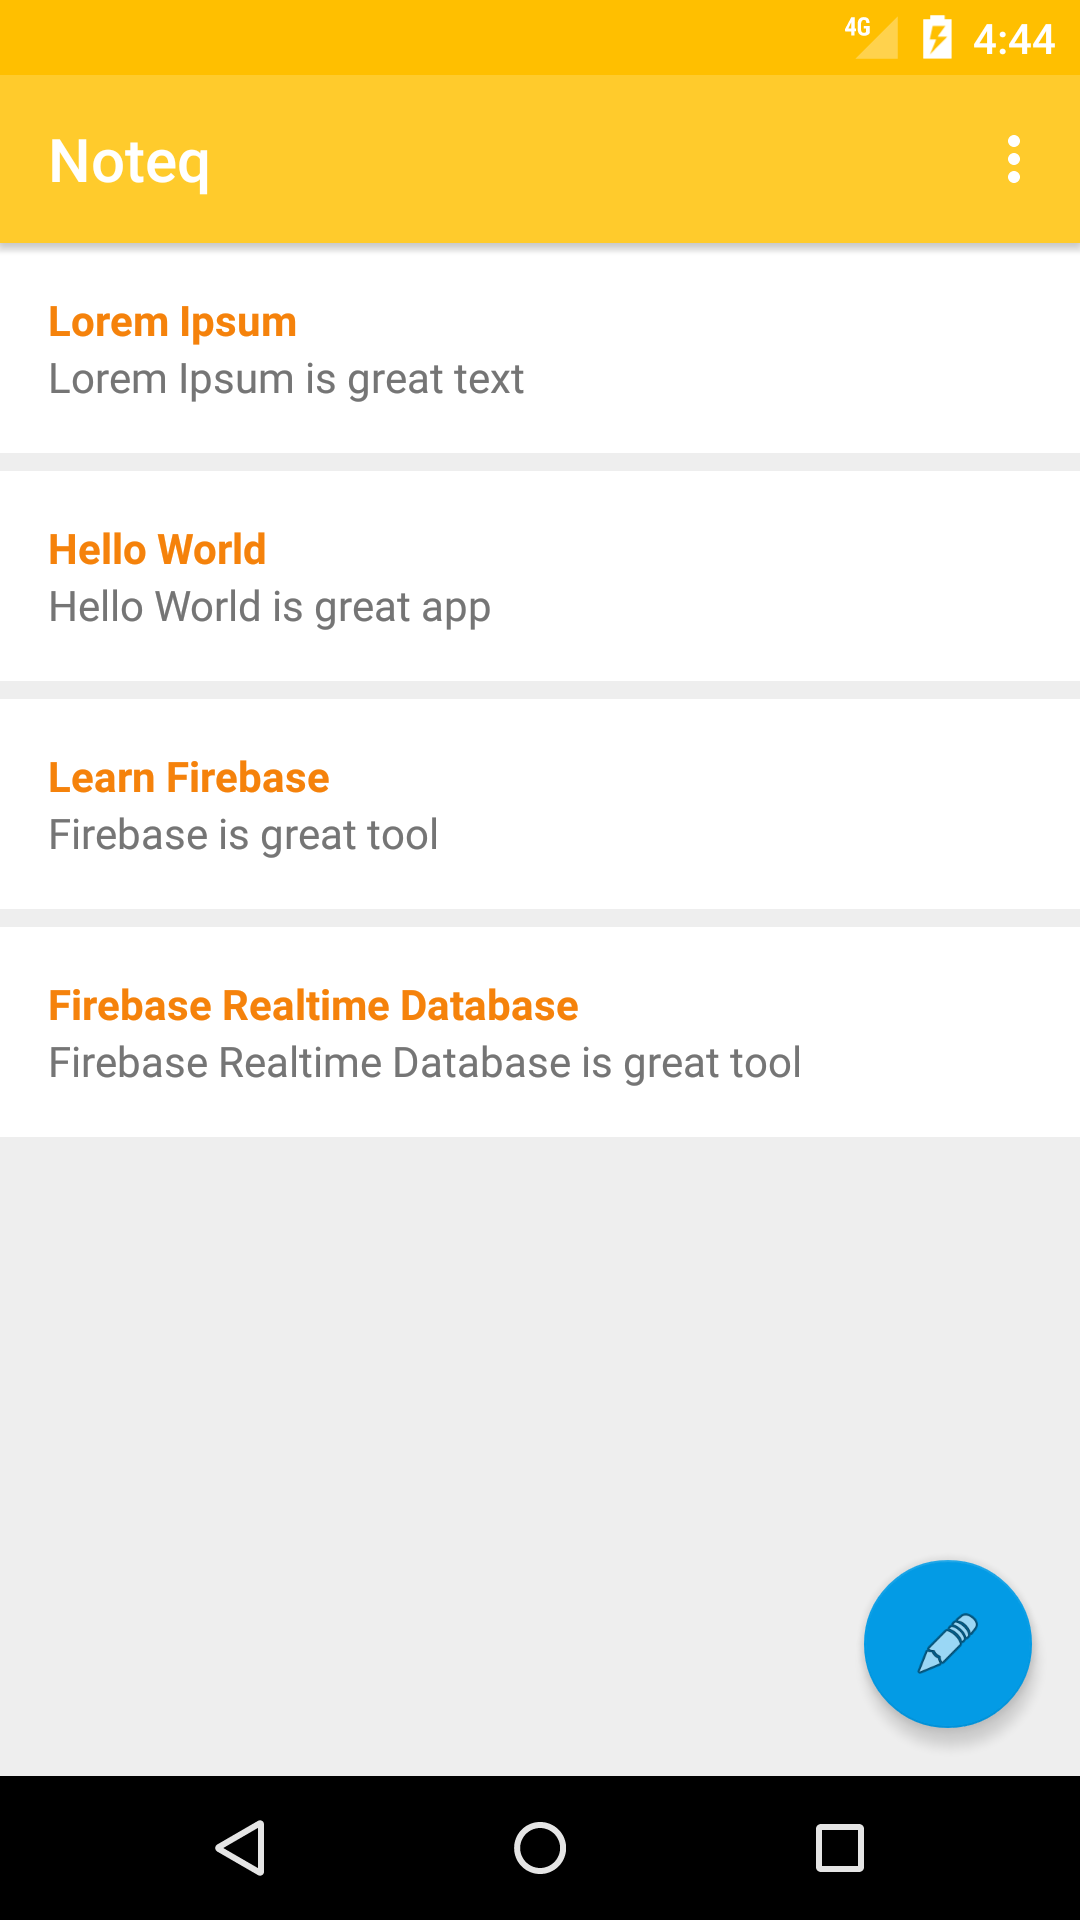 4G 4:44
Noteq
Lorem Ipsum
Lorem Ipsum is great text
Hello World
Hello World is great app
Learn Firebase
Firebase is great tool
Firebase Realtime Database
Firebase Realtime Database is great tool